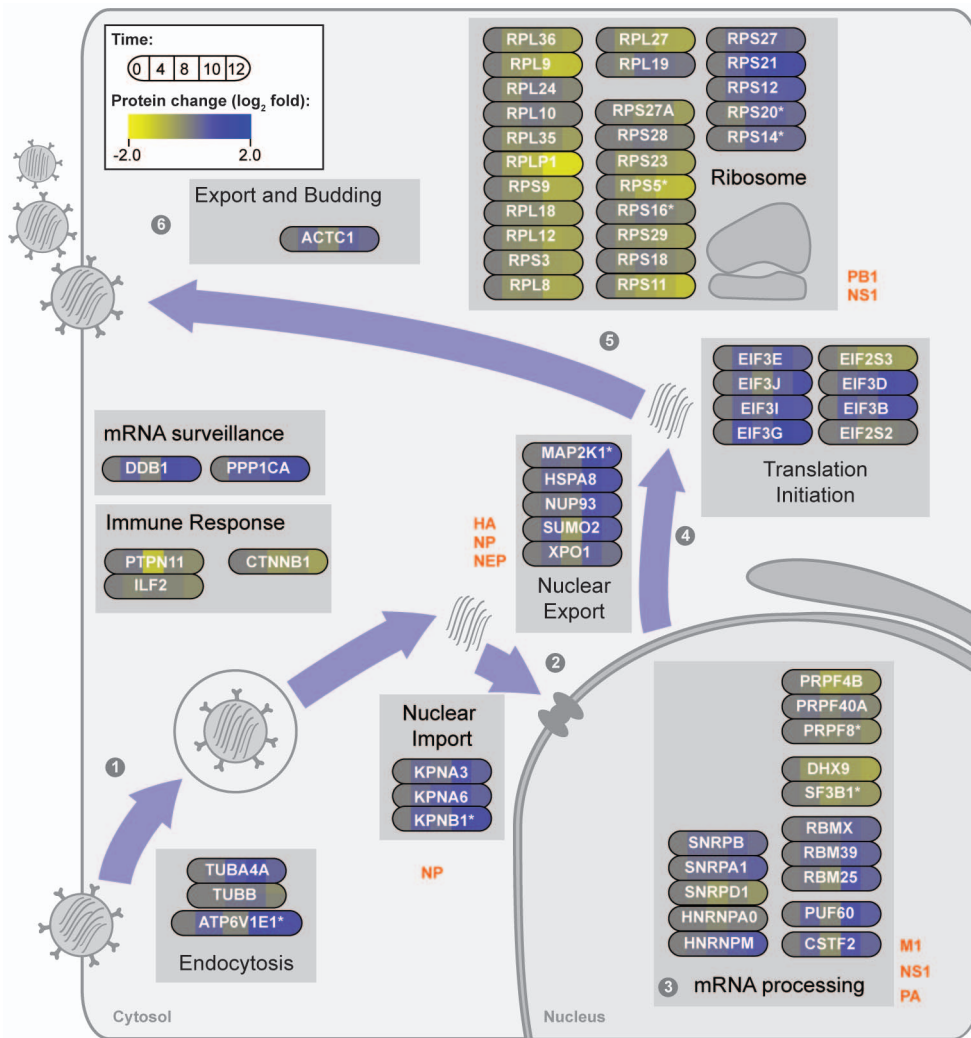 Time:
0 4 8 10 12
Protein change (log2 fold):
-2.0 2.0
RPL36
RPL9
RPL24
RPL10
RPL35
RPLP1
RPS9
RPL18
RPL12
RPS3
RPL8
RPL27
RPL19
RPS27A
RPS28
RPS23
RPS5*
RPS16*
RPS29
RPS18
RPS11
RPS27
RPS21
RPS12
RPS20*
RPS14*
Ribosome
PB1
NS1
Export and Budding
6
ACTC1
5
mRNA surveillance
DDB1 PPP1CA
Immune Response
PTPN11 CTNNB1
ILF2
HA
NP
NEP
MAP2K1*
HSPA8
NUP93
SUMO2
XPO1
Nuclear
Export
4
EIF3E EIF2S3
EIF3J EIF3D
EIF3I EIF3B
EIF3G EIF2S2
Translation
Initiation
2
Nuclear
Import
KPNA3
KPNA6
KPNB1*
NP
1
TUBA4A
TUBB
ATP6V1E1*
Endocytosis
PRPF4B
PRPF40A
PRPF8*
DHX9
SF3B1*
SNRPB
SNRPA1
SNRPD1
HNRNPA0
HNRNPM
RBMX
RBM39
RBM25
PUF60
CSTF2
M1
NS1
PA
3 mRNA processing
Cytosol
Nucleus